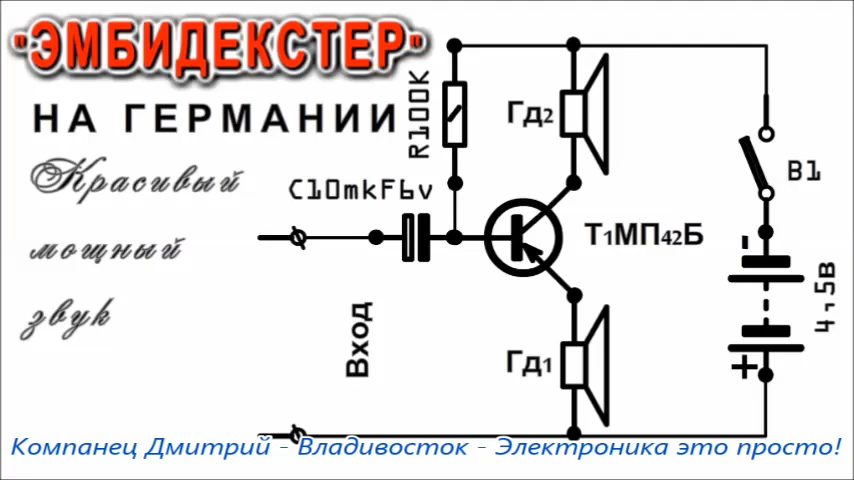 "ЭМБИДЕКСТЕР"
НА ГЕРМАНИИ
Красивый
мощный
звук
R100K
C10mkF6v
Гд2
B1
T1МП42Б
-
4,5в
+
Вход
Гд1
Компанец Дмитрий - Владивосток - Электроника это просто!